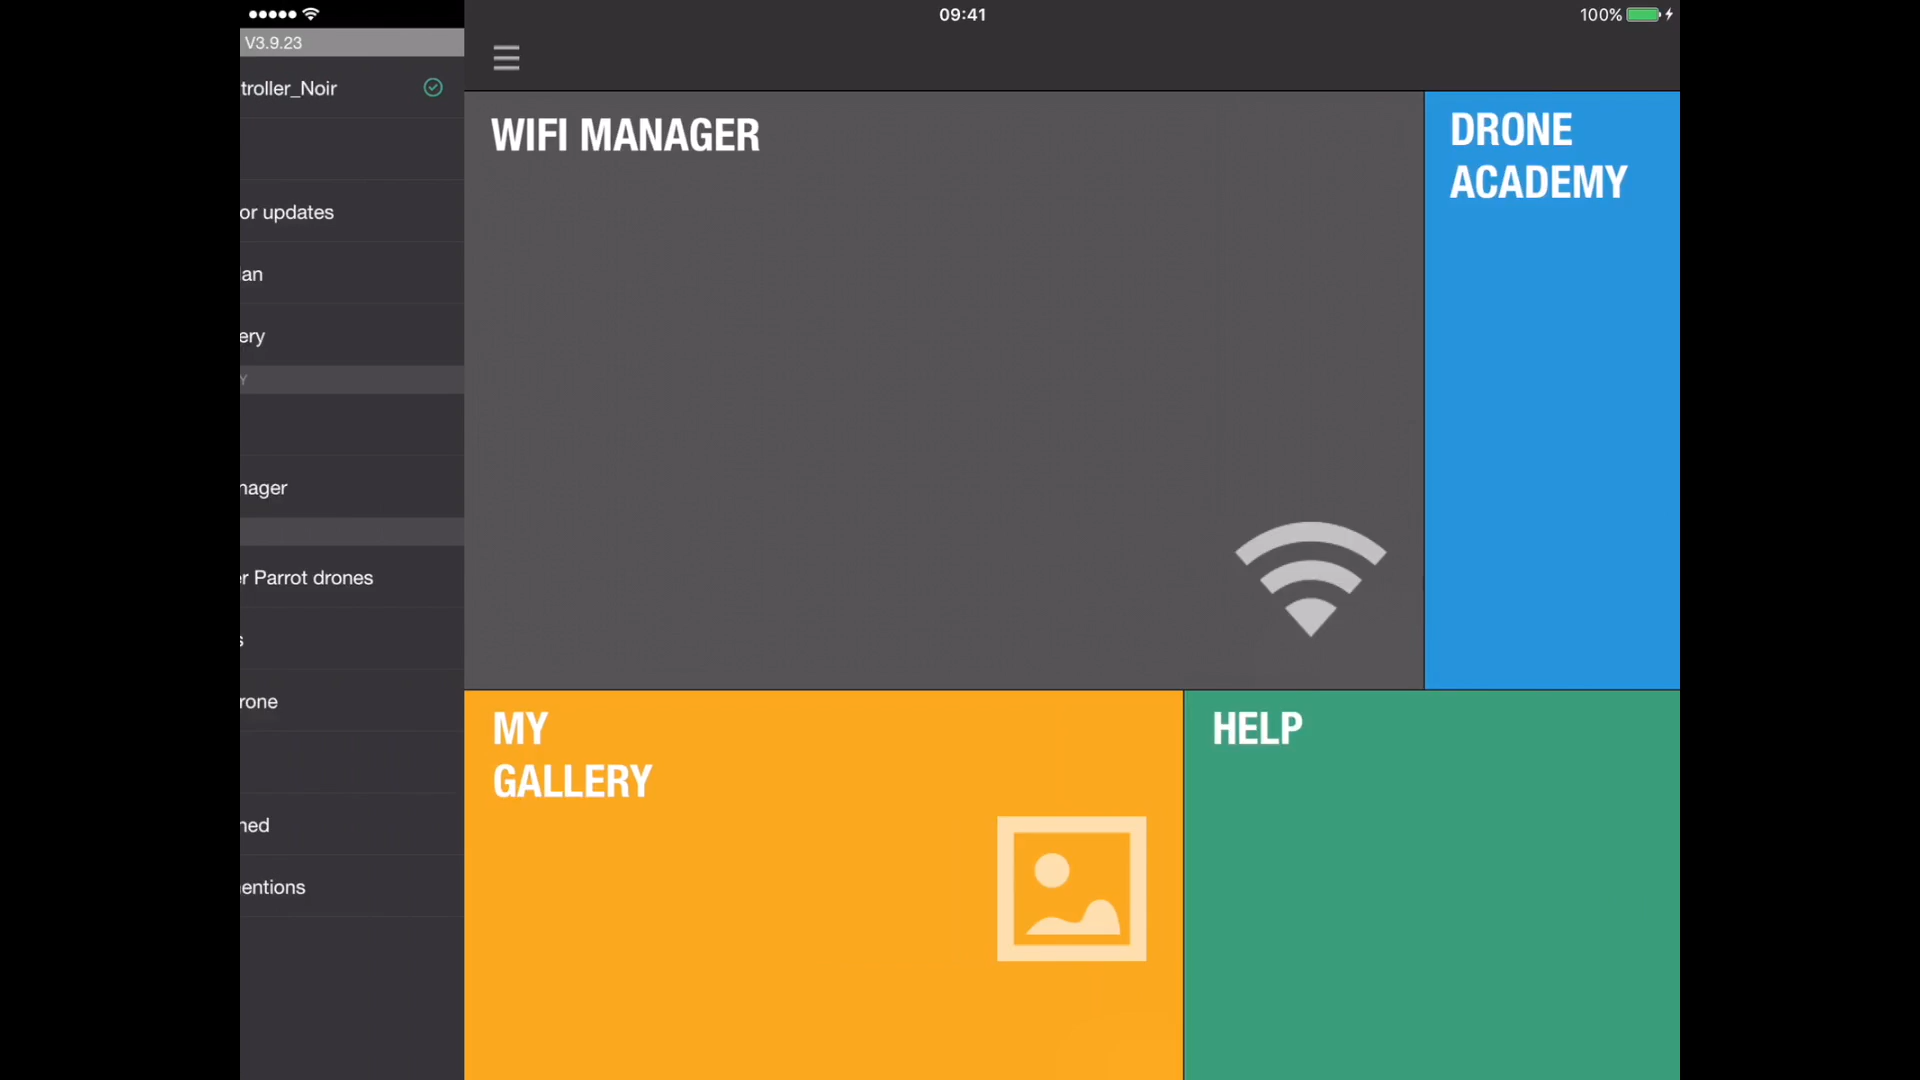 09:41
100%
V3.9.23
troller_Noir
or updates
an
ery
Y
nager
r Parrot drones
s
rone
ned
entions
WIFI MANAGER
DRONE
ACADEMY
MY
GALLERY
HELP